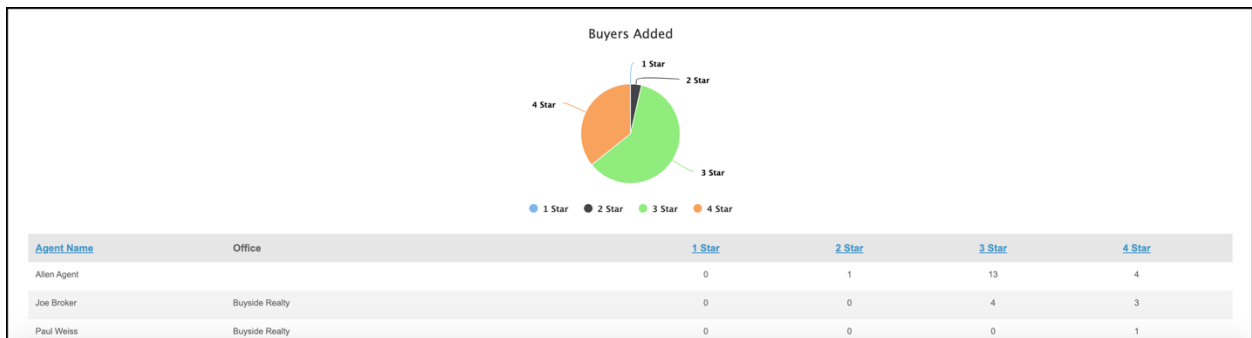 Buyers Added
1 Star
2 Star
4 Star
3 Star
1 Star 2 Star 3 Star 4 Star
Agent Name Office 1 Star 2 Star 3 Star 4 Star
Allen Agent 0 1 13 4
Joe Broker Buyside Realty 0 0 4 3
Paul Weiss Buyside Realty 0 0 0 1